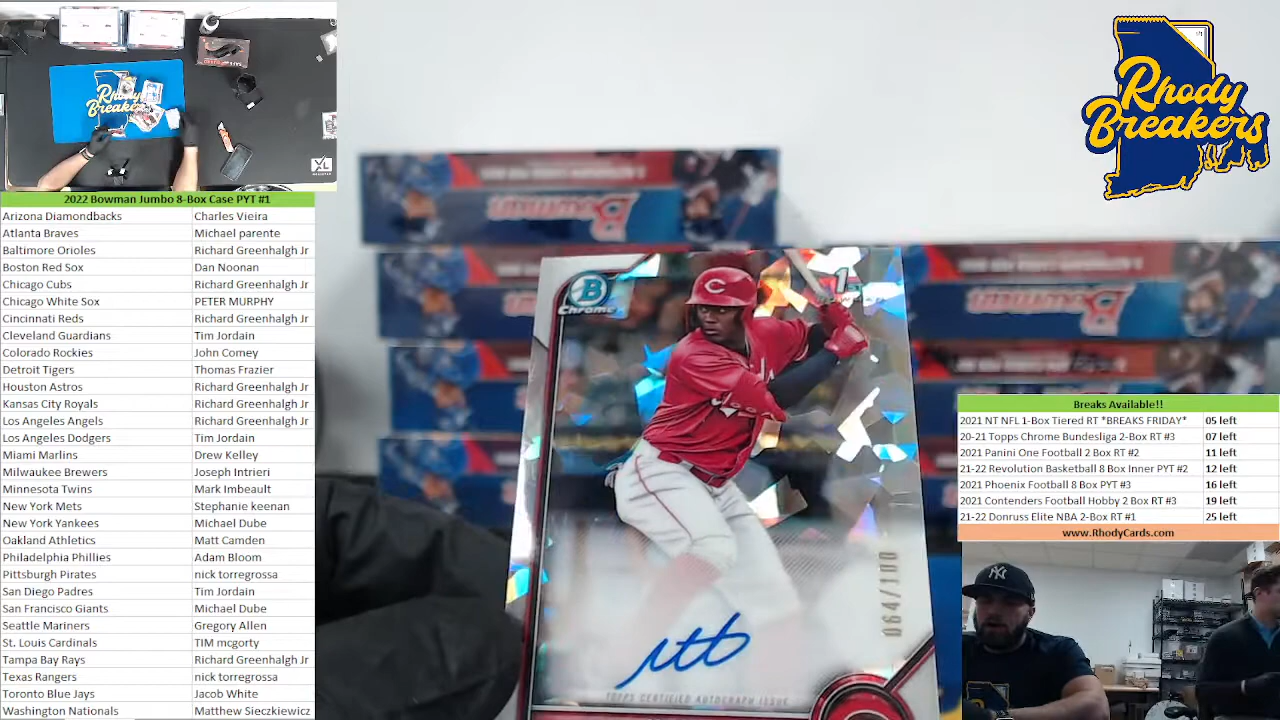 2022 Bowman Jumbo 8-Box Case PYT #1
Arizona Diamondbacks Charles Vieira
Atlanta Braves Michael parente
Baltimore Orioles Richard Greenhalgh Jr
Boston Red Sox Dan Noonan
Chicago Cubs Richard Greenhalgh Jr
Chicago White Sox PETER MURPHY
Cincinnati Reds Richard Greenhalgh Jr
Cleveland Guardians Tim Jordain
Colorado Rockies John Comey
Detroit Tigers Thomas Frazier
Houston Astros Richard Greenhalgh Jr
Kansas City Royals Richard Greenhalgh Jr
Los Angeles Angels Richard Greenhalgh Jr
Los Angeles Dodgers Tim Jordain
Miami Marlins Drew Kelley
Milwaukee Brewers Joseph Intrieri
Minnesota Twins Mark Imbeault
New York Mets Stephanie keenan
New York Yankees Michael Dube
Oakland Athletics Matt Camden
Philadelphia Phillies Adam Bloom
Pittsburgh Pirates nick torregrossa
San Diego Padres Tim Jordain
San Francisco Giants Michael Dube
Seattle Mariners Gregory Allen
St. Louis Cardinals TIM mcgorty
Tampa Bay Rays Richard Greenhalgh Jr
Texas Rangers nick torregrossa
Toronto Blue Jays Jacob White
Washington Nationals Matthew Sieczkiewicz
Rhody
Breakers
Bowman
Bowman
Bowman
B
Chrome
1st
BOWMAN
C
064/100
TOPPS CERTIFIED AUTOGRAPH ISSUE
Rhody
Breakers
Breaks Available!!
2021 NT NFL 1-Box Tiered RT *BREAKS FRIDAY* 05 left
20-21 Topps Chrome Bundesliga 2-Box RT #3 07 left
2021 Panini One Football 2 Box RT #2 11 left
21-22 Revolution Basketball 8 Box Inner PYT #2 12 left
2021 Phoenix Football 8 Box PYT #3 16 left
2021 Contenders Football Hobby 2 Box RT #3 19 left
21-22 Donruss Elite NBA 2-Box RT #1 25 left
www.RhodyCards.com